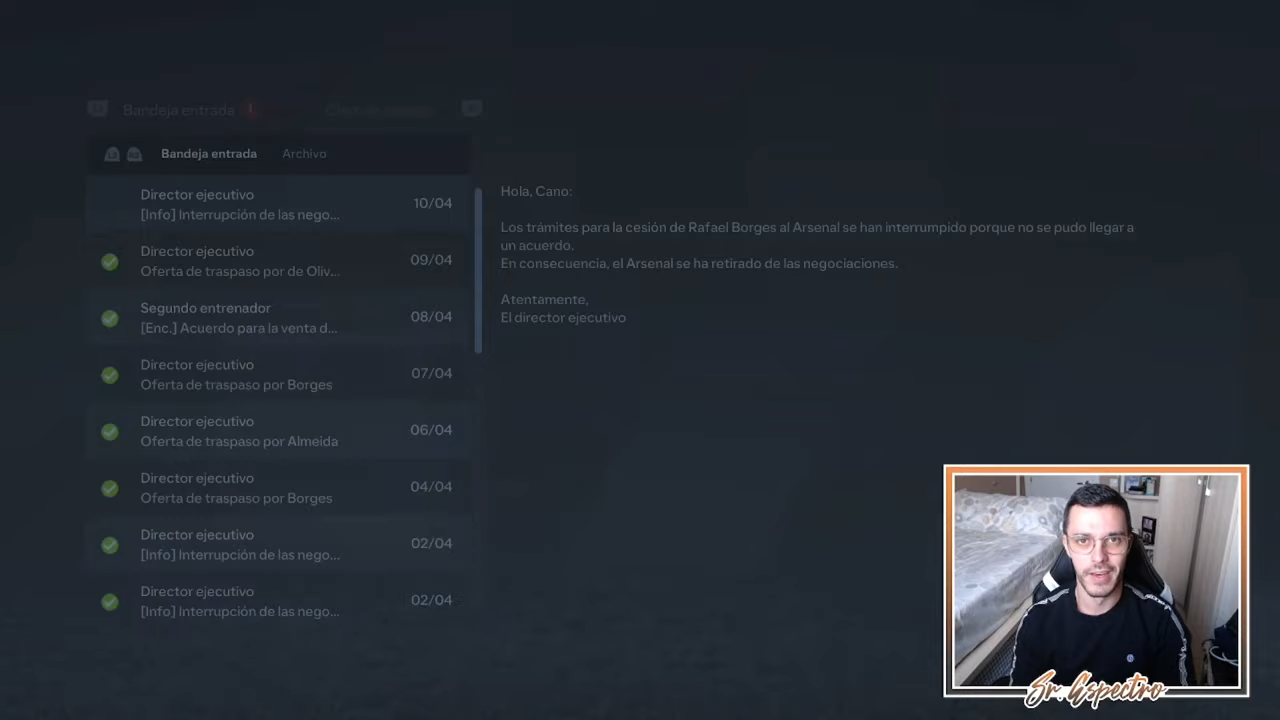 Bandeja entrada
Bandeja entrada
Archivo
Director ejecutivo
[Info] Interrupción de las nego...
10/04
Director ejecutivo
Oferta de traspaso por de Oliv...
09/04
Segundo entrenador
[Enc.] Acuerdo para la venta d...
08/04
Director ejecutivo
Oferta de traspaso por Borges
07/04
Director ejecutivo
Oferta de traspaso por Almeida
06/04
Director ejecutivo
Oferta de traspaso por Borges
04/04
Director ejecutivo
[Info] Interrupción de las nego...
02/04
Director ejecutivo
[Info] Interrupción de las nego...
02/04
Hola, Cano:
Los trámites para la cesión de Rafael Borges al Arsenal se han interrumpido porque no se pudo llegar a
un acuerdo.
En consecuencia, el Arsenal se ha retirado de las negociaciones.
Atentamente,
El director ejecutivo
Sr. Espectro